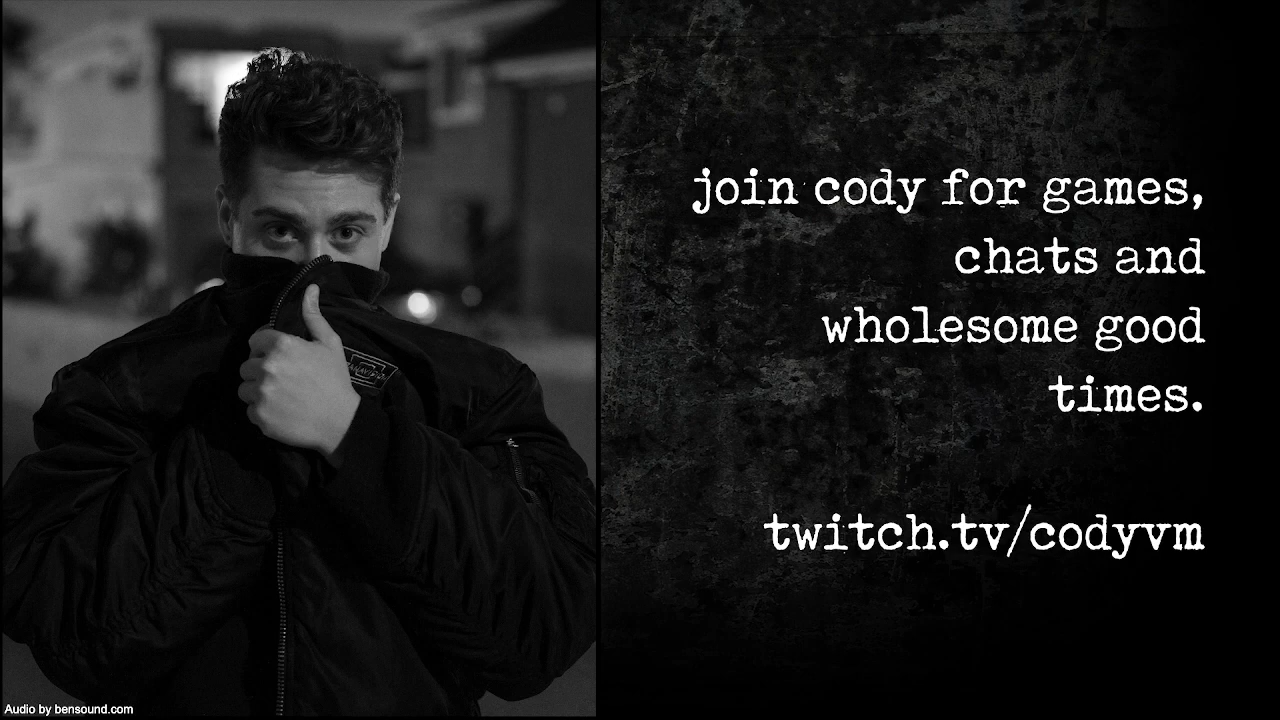 join cody for games,
chats and
wholesome good
times.
twitch.tv/codyvm
Audio by bensound.com